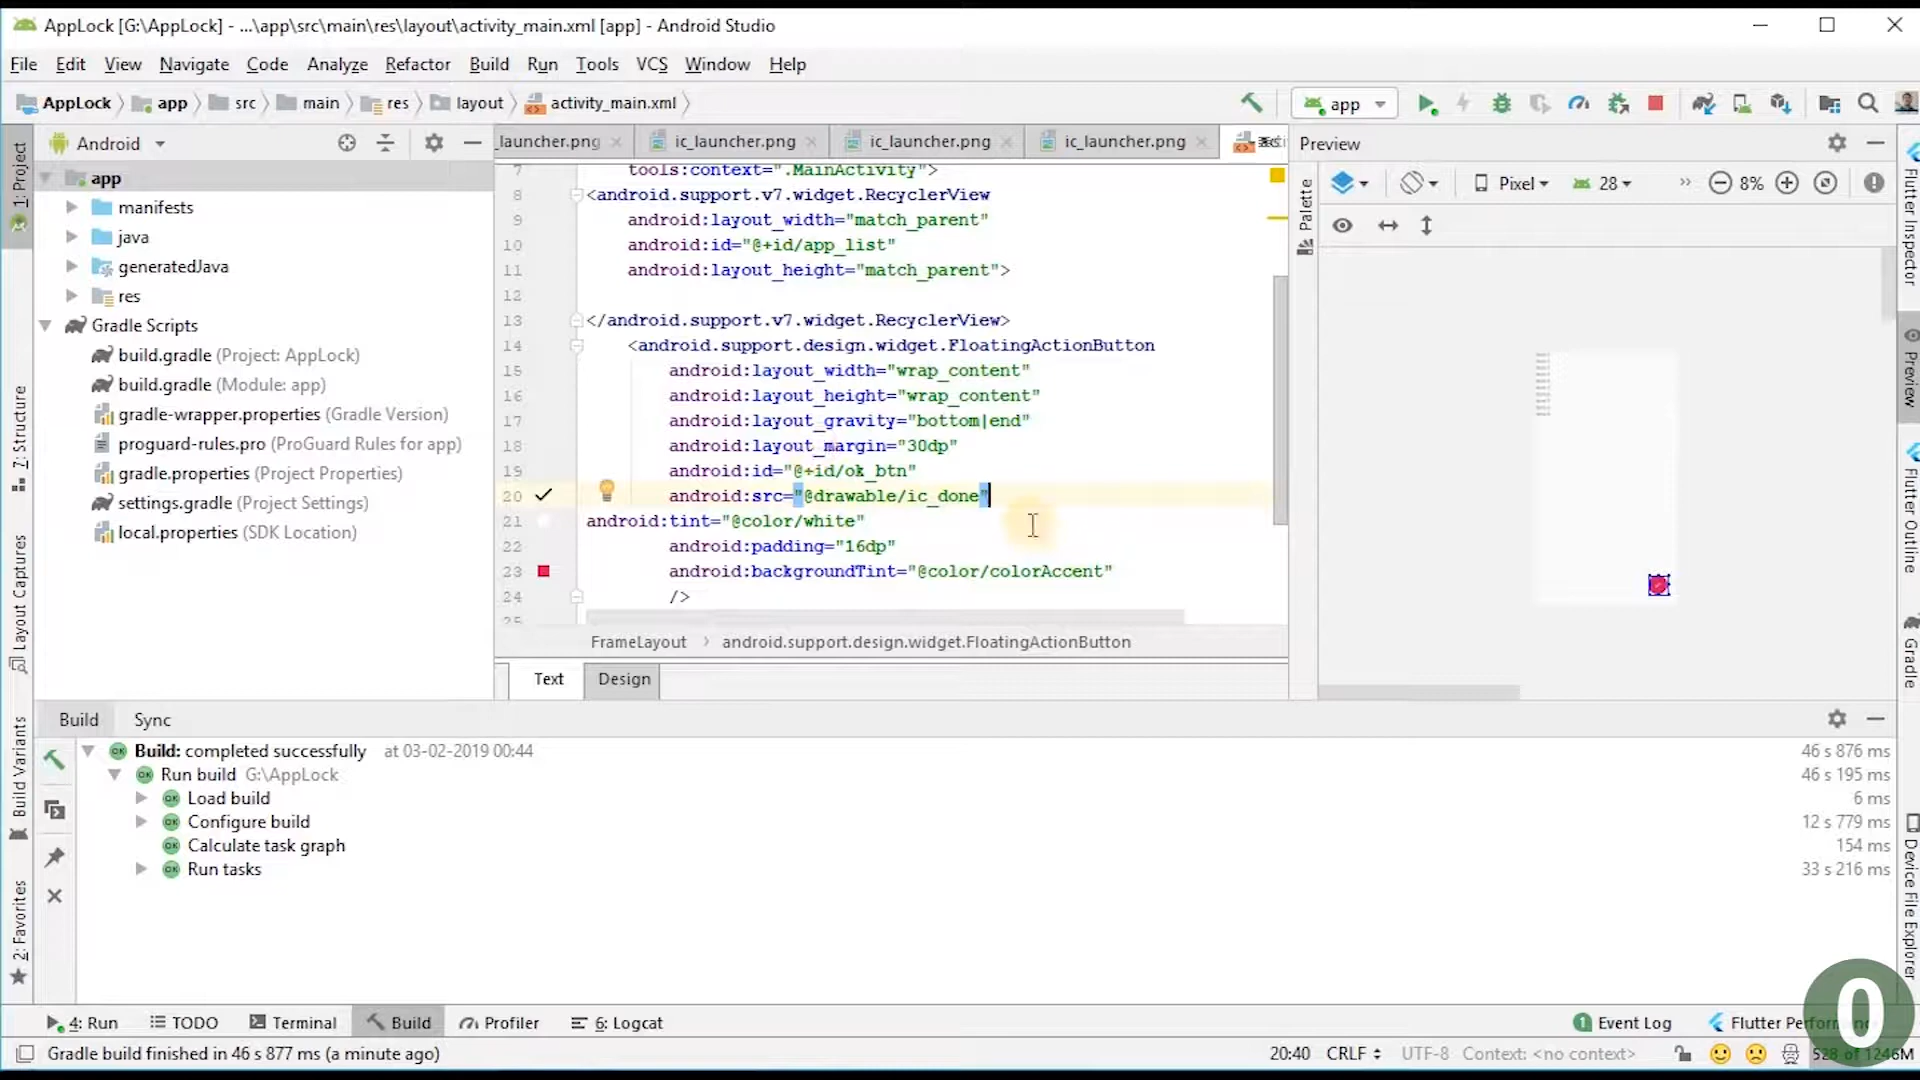 AppLock [G:\AppLock] - ...\app\src\main\res\layout\activity_main.xml [app] - Android Studio
File Edit View Navigate Code Analyze Refactor Build Run Tools VCS Window Help
AppLock app src main res layout activity_main.xml
app
1: Project
7: Structure
Layout Captures
Build Variants
2: Favorites
Android
app
manifests
java
generatedJava
res
Gradle Scripts
build.gradle (Project: AppLock)
build.gradle (Module: app)
gradle-wrapper.properties (Gradle Version)
proguard-rules.pro (ProGuard Rules for app)
gradle.properties (Project Properties)
settings.gradle (Project Settings)
local.properties (SDK Location)
_launcher.png ic_launcher.png ic_launcher.png ic_launcher.png
7 tools:context=".MainActivity">
8 <android.support.v7.widget.RecyclerView
9 android:layout_width="match_parent"
10 android:id="@+id/app_list"
11 android:layout_height="match_parent">
12
13 </android.support.v7.widget.RecyclerView>
14 <android.support.design.widget.FloatingActionButton
15 android:layout_width="wrap_content"
16 android:layout_height="wrap_content"
17 android:layout_gravity="bottom|end"
18 android:layout_margin="30dp"
19 android:id="@+id/ok_btn"
20 android:src="@drawable/ic_done"
21 android:tint="@color/white"
22 android:padding="16dp"
23 android:backgroundTint="@color/colorAccent"
24 />
25
FrameLayout › android.support.design.widget.FloatingActionButton
Text Design
Preview
Palette
Pixel 28 » 8%
Flutter Inspector
Preview
Flutter Outline
Gradle
Device File Explorer
Build Sync
Build: completed successfully at 03-02-2019 00:44 46 s 876 ms
Run build G:\AppLock 46 s 195 ms
Load build 6 ms
Configure build 12 s 779 ms
Calculate task graph 154 ms
Run tasks 33 s 216 ms
4: Run TODO Terminal Build Profiler 6: Logcat
1 Event Log Flutter Perform
Gradle build finished in 46 s 877 ms (a minute ago)
20:40 CRLF UTF-8 Context: <no context> 528 of 1246M
0